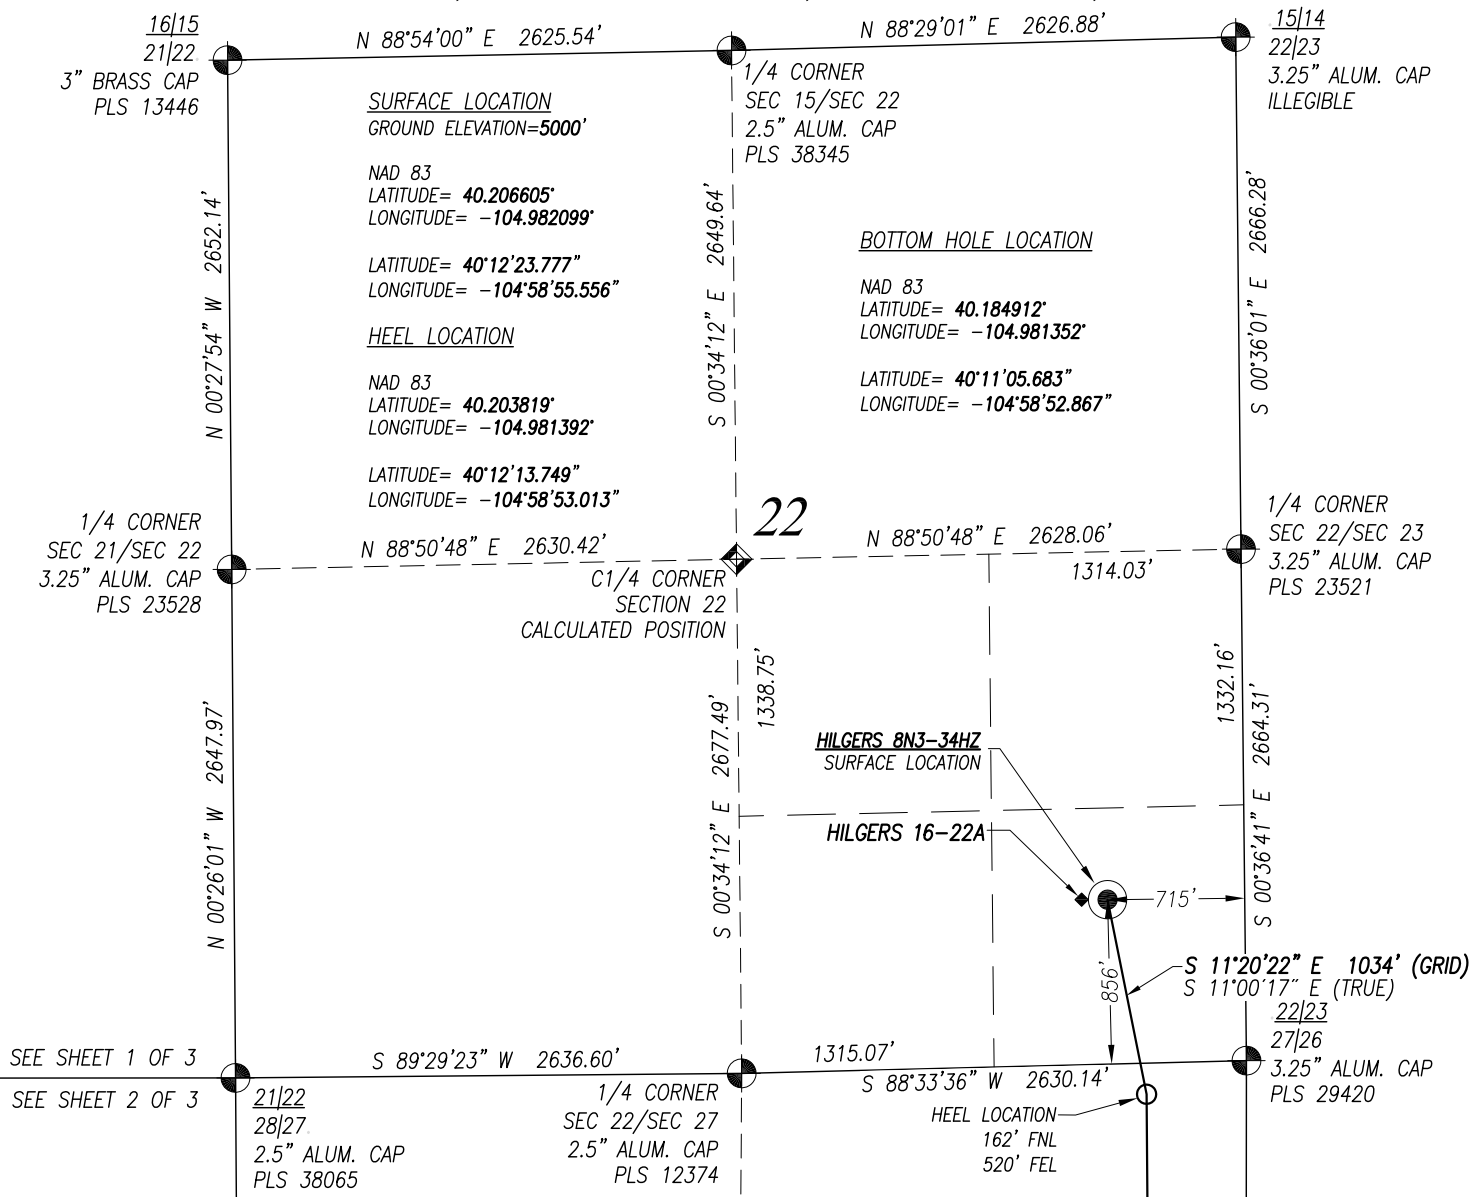 16|15
21|22
3" BRASS CAP
PLS 13446
N 88°54'00" E 2625.54'
N 88°29'01" E 2626.88'
15|14
22|23
3.25" ALUM. CAP
ILLEGIBLE
1/4 CORNER
SEC 15/SEC 22
2.5" ALUM. CAP
PLS 38345
SURFACE LOCATION
GROUND ELEVATION=5000'
NAD 83
LATITUDE= 40.206605°
LONGITUDE= -104.982099°
LATITUDE= 40°12'23.777"
LONGITUDE= -104°58'55.556"
HEEL LOCATION
NAD 83
LATITUDE= 40.203819°
LONGITUDE= -104.981392°
LATITUDE= 40°12'13.749"
LONGITUDE= -104°58'53.013"
BOTTOM HOLE LOCATION
NAD 83
LATITUDE= 40.184912°
LONGITUDE= -104.981352°
LATITUDE= 40°11'05.683"
LONGITUDE= -104°58'52.867"
N 00°27'54" W 2652.14'
S 00°34'12" E 2649.64'
S 00°36'01" E 2666.28'
1/4 CORNER
SEC 21/SEC 22
3.25" ALUM. CAP
PLS 23528
N 88°50'48" E 2630.42'
22
N 88°50'48" E 2628.06'
1314.03'
1/4 CORNER
SEC 22/SEC 23
3.25" ALUM. CAP
PLS 23521
C1/4 CORNER
SECTION 22
CALCULATED POSITION
N 00°26'01" W 2647.97'
S 00°34'12" E 2677.49'
1338.75'
1332.16'
S 00°36'41" E 2664.31'
HILGERS 8N3-34HZ
SURFACE LOCATION
HILGERS 16-22A
715'
856'
S 11°20'22" E 1034' (GRID)
S 11°00'17" E (TRUE)
22|23
27|26
3.25" ALUM. CAP
PLS 29420
SEE SHEET 1 OF 3
SEE SHEET 2 OF 3
S 89°29'23" W 2636.60'
1315.07'
S 88°33'36" W 2630.14'
21|22
28|27
2.5" ALUM. CAP
PLS 38065
1/4 CORNER
SEC 22/SEC 27
2.5" ALUM. CAP
PLS 12374
HEEL LOCATION
162' FNL
520' FEL